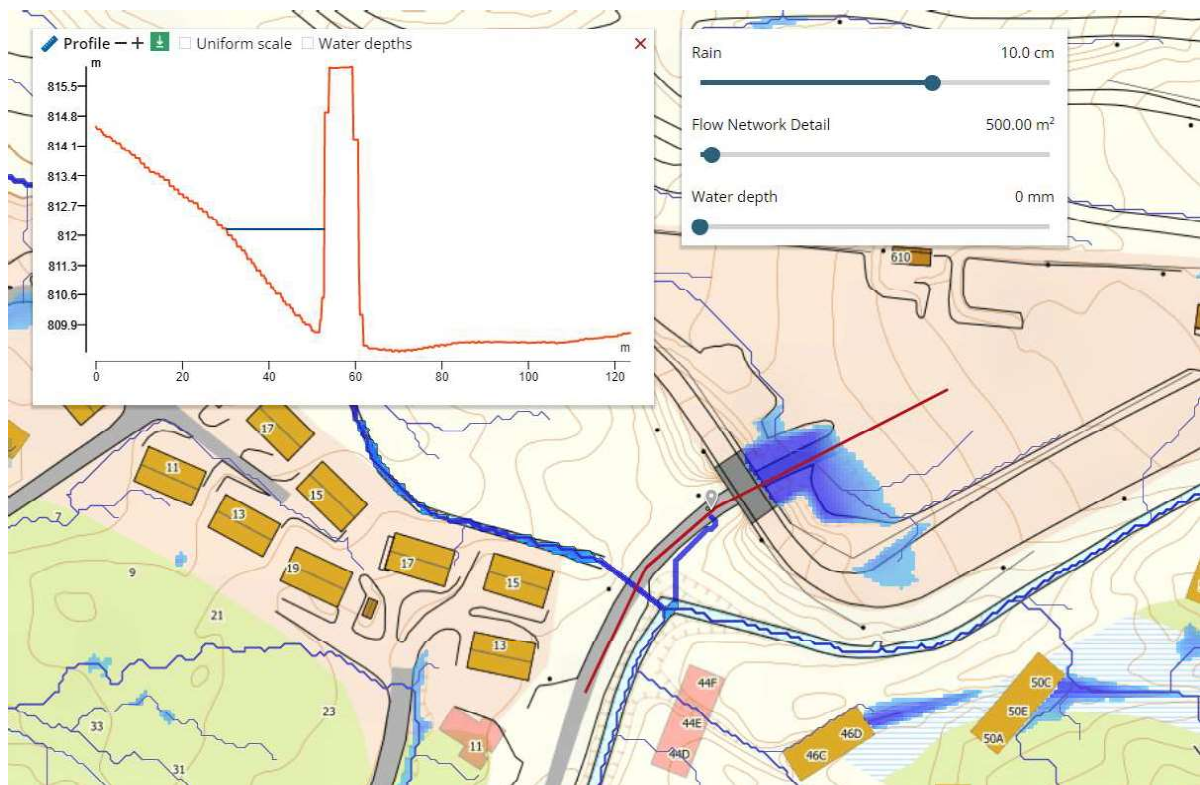 Profile − + Uniform scale Water depths ×
m
815.5
814.8
814.1
813.4
812.7
812
811.3
810.6
809.9
m
0 20 40 60 80 100 120
Rain 10.0 cm
Flow Network Detail 500.00 m²
Water depth 0 mm
610
17
11
15
13
7
17
19
15
9
21
13
44F
50C
23
44E
50E
33
11
46D
50A
44D
46C
31